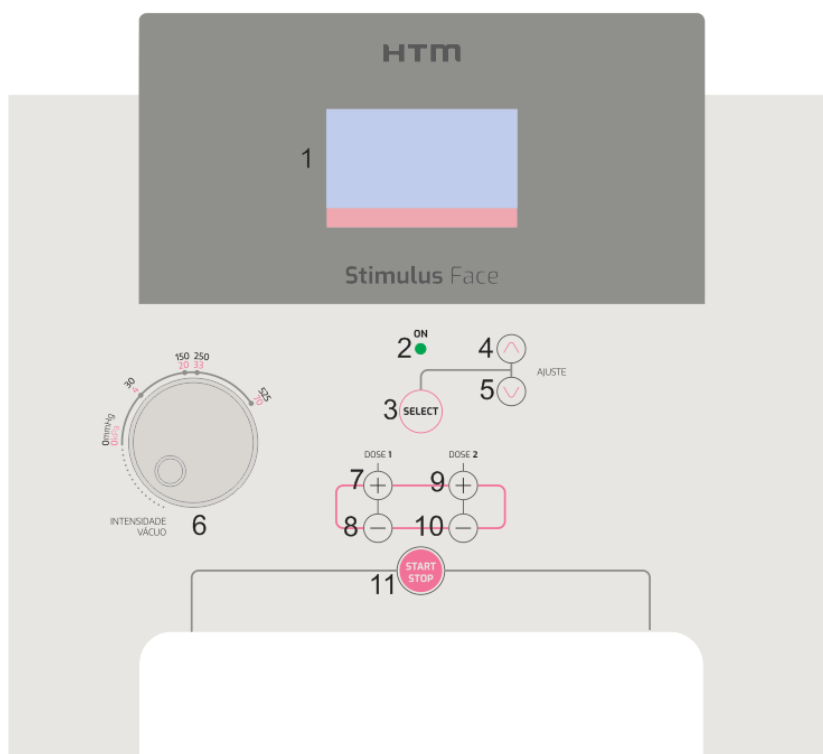 HTM
1
Stimulus Face
ON
2
4
AJUSTE
5
3 SELECT
0mmHg
0kPa
30
4
150 250
20 33
525
70
INTENSIDADE
VÁCUO
6
DOSE 1 DOSE 2
7 + 9 +
8 − 10 −
11 START
STOP